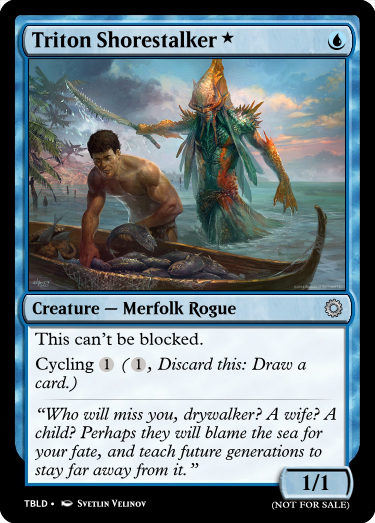 Triton Shorestalker ★
Creature — Merfolk Rogue
This can't be blocked.
Cycling 1 ( 1, Discard this: Draw a
card.)
“Who will miss you, drywalker? A wife? A
child? Perhaps they will blame the sea for
your fate, and teach future generations to
stay far away from it.”
1/1
TBLD • Svetlin Velinov
(NOT FOR SALE)